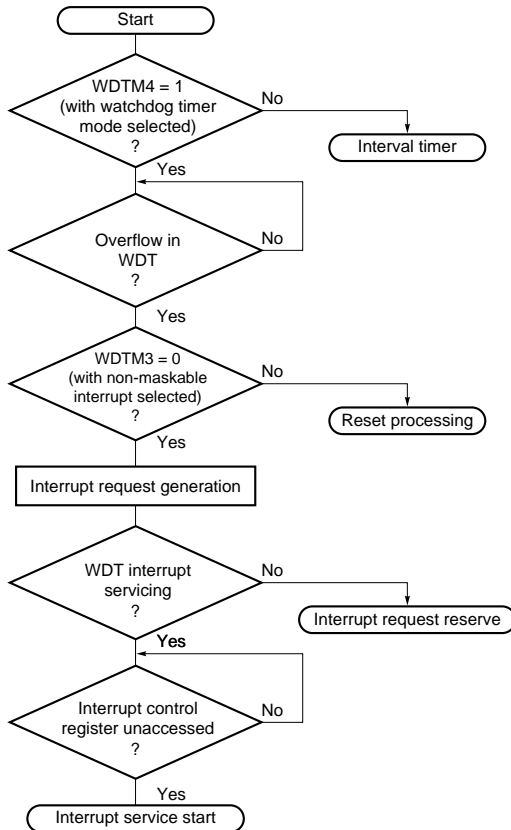 Start
WDTM4 = 1
(with watchdog timer
mode selected)
?
No
Interval timer
Yes
Overflow in
WDT
?
No
Yes
WDTM3 = 0
(with non-maskable
interrupt selected)
?
No
Reset processing
Yes
Interrupt request generation
WDT interrupt
servicing
?
No
Interrupt request reserve
Yes
Interrupt control
register unaccessed
?
No
Yes
Interrupt service start